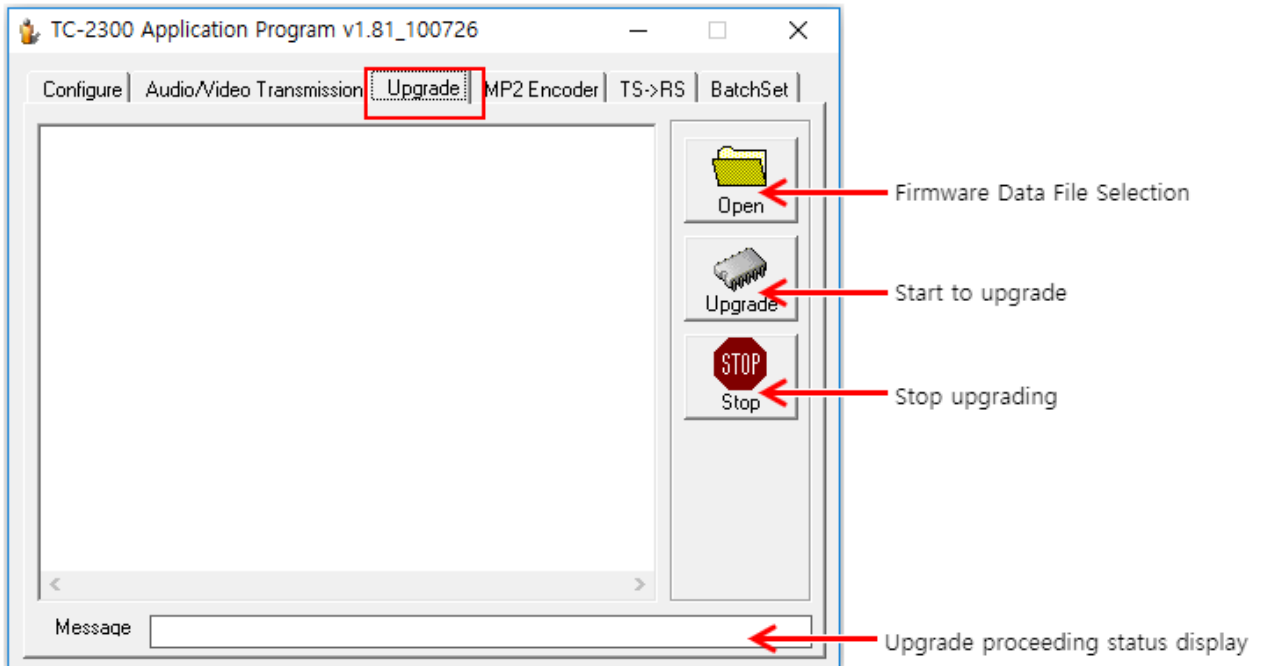 TC-2300 Application Program v1.81_100726
Configure Audio/Video Transmission Upgrade MP2 Encoder TS->RS BatchSet
Open
Firmware Data File Selection
Upgrade
Start to upgrade
STOP
Stop
Stop upgrading
Message
Upgrade proceeding status display